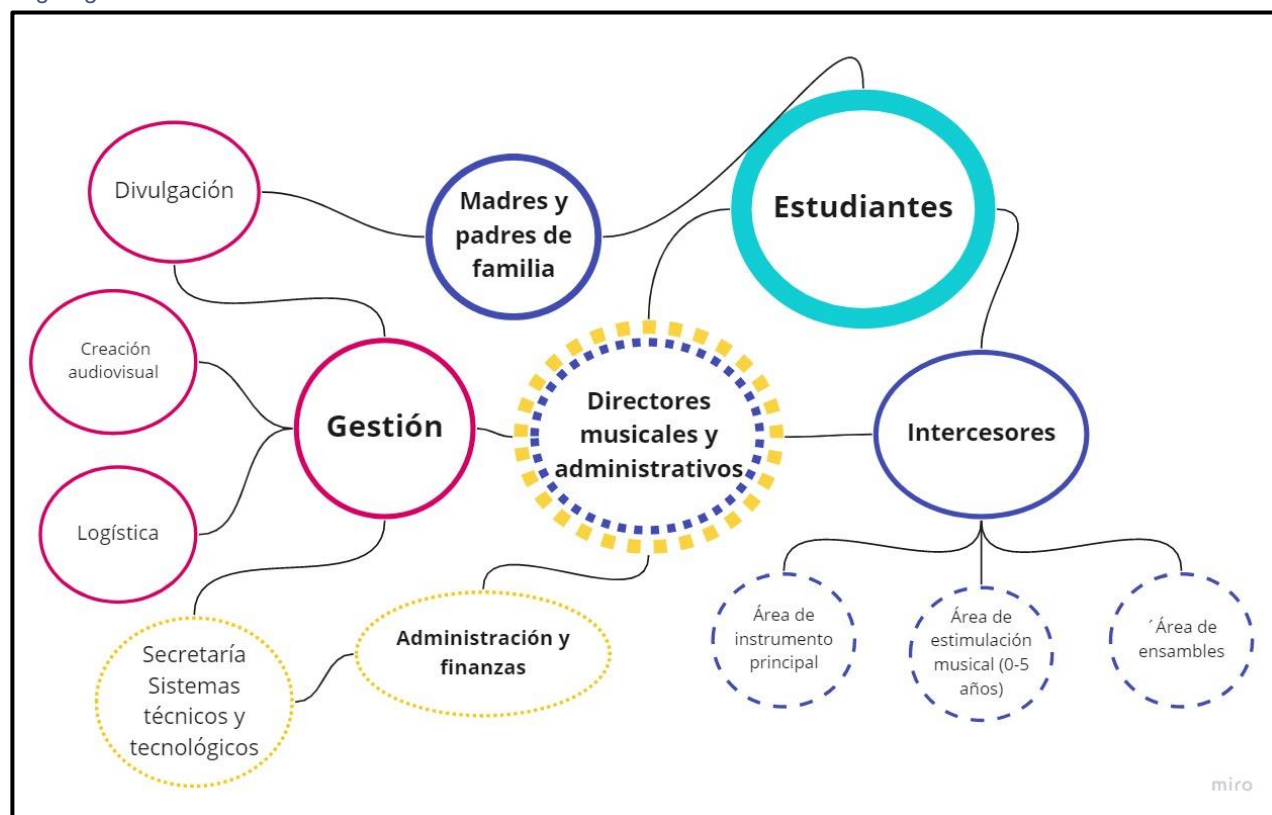 Divulgación
Madres y
padres de
familia
Estudiantes
Creación
audiovisual
Gestión
Directores
musicales y
administrativos
Intercesores
Logística
Área de
instrumento
principal
Área de
estimulación
musical (0-5
años)
´Área de
ensambles
Administración y
finanzas
Secretaría
Sistemas
técnicos y
tecnológicos
miro